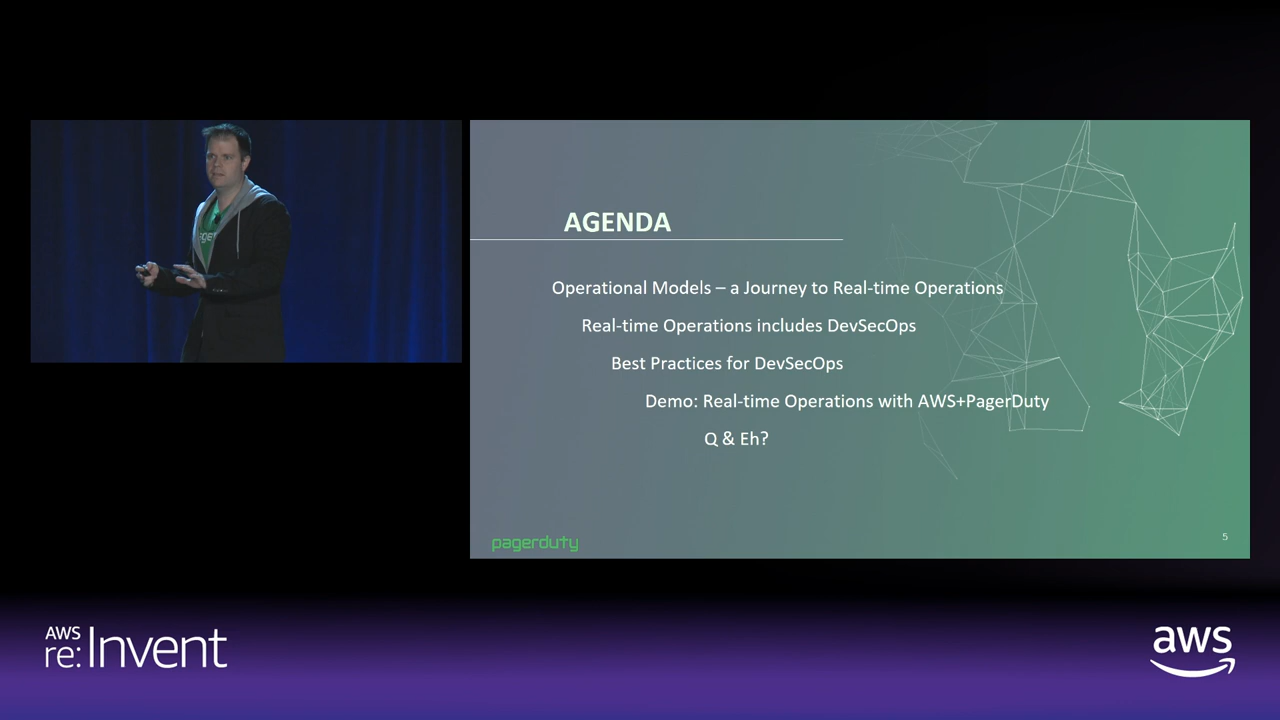 AGENDA
Operational Models – a Journey to Real-time Operations
Real-time Operations includes DevSecOps
Best Practices for DevSecOps
Demo: Real-time Operations with AWS+PagerDuty
Q & Eh?
pagerduty
5
AWS
re:Invent
aws